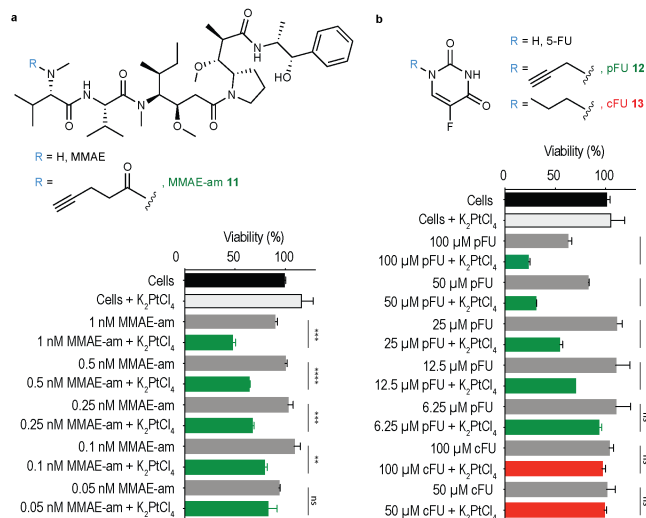 a
R
N
O
H
N
O
N
O
O
N
O
O
H
N
OH
R = H, MMAE
R =
O
, MMAE-am 11
Viability (%)
0 50 100
Cells
Cells + K2PtCl4
1 nM MMAE-am
1 nM MMAE-am + K2PtCl4
***
0.5 nM MMAE-am
0.5 nM MMAE-am + K2PtCl4
****
0.25 nM MMAE-am
0.25 nM MMAE-am + K2PtCl4
***
0.1 nM MMAE-am
0.1 nM MMAE-am + K2PtCl4
**
0.05 nM MMAE-am
0.05 nM MMAE-am + K2PtCl4
ns
b
R
N
O
NH
O
F
R = H, 5-FU
R =
, pFU 12
R =
, cFU 13
Viability (%)
0 50 100
Cells
Cells + K2PtCl4
100 µM pFU
100 µM pFU + K2PtCl4
50 µM pFU
50 µM pFU + K2PtCl4
25 µM pFU
25 µM pFU + K2PtCl4
12.5 µM pFU
12.5 µM pFU + K2PtCl4
6.25 µM pFU
6.25 µM pFU + K2PtCl4
ns
100 µM cFU
100 µM cFU + K2PtCl4
ns
50 µM cFU
50 µM cFU + K2PtCl4
ns